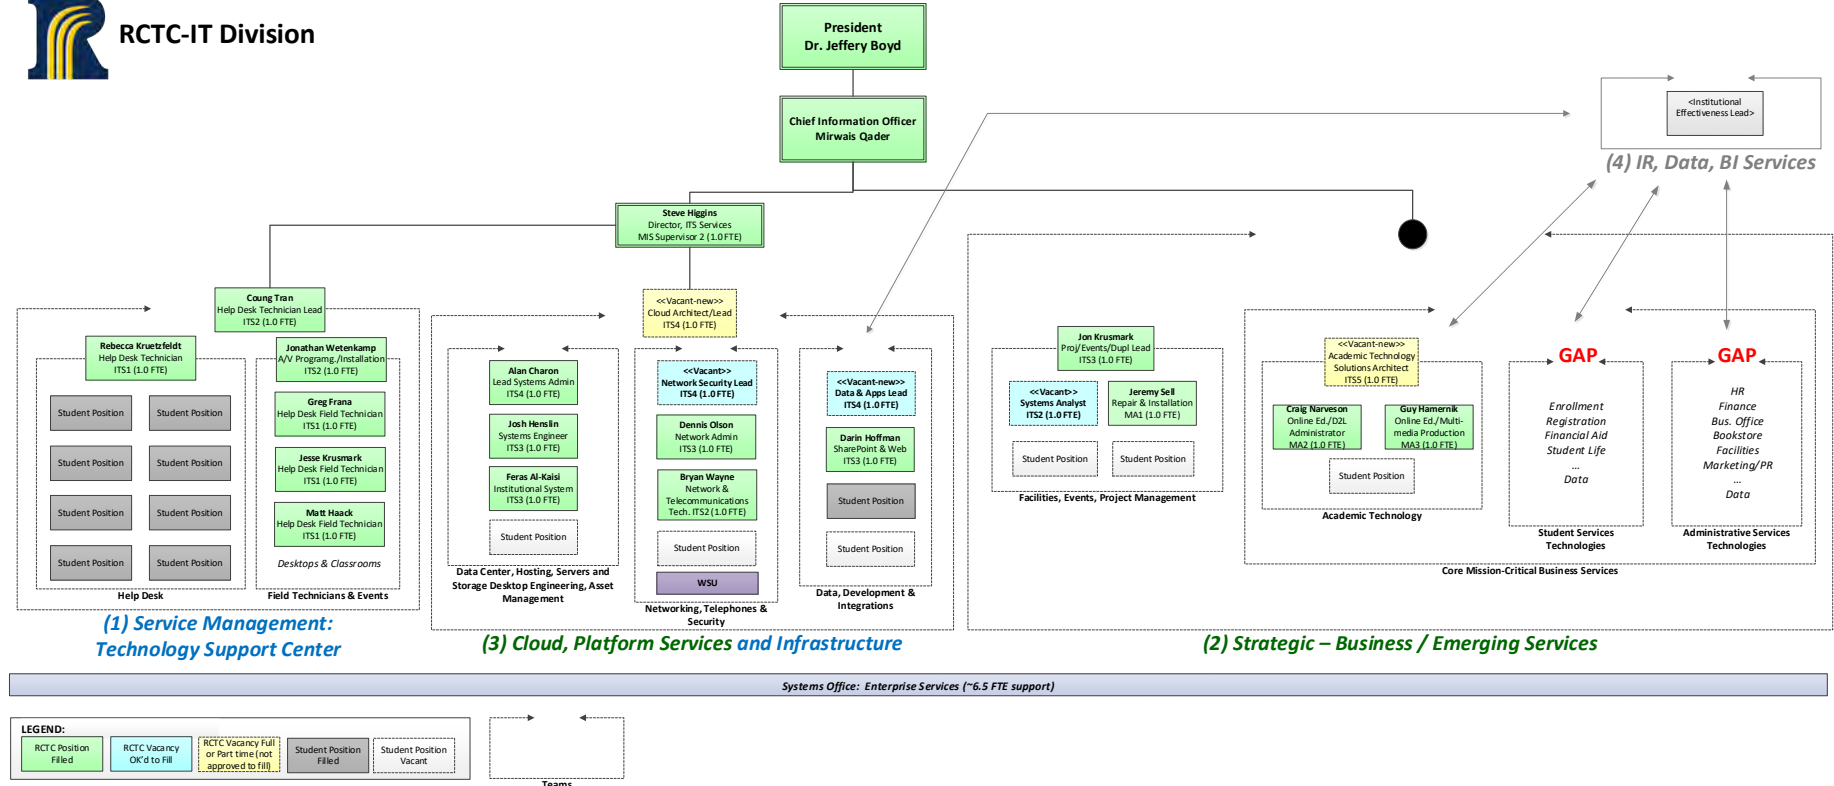 RCTC-IT Division
President
Dr. Jeffery Boyd
Chief Information Officer
Mirwais Qader
<Institutional
Effectiveness Lead>
(4) IR, Data, BI Services
Steve Higgins
Director, ITS Services
MIS Supervisor 2 (1.0 FTE)
Coung Tran
Help Desk Technician Lead
ITS2 (1.0 FTE)
Rebecca Kruetzfeldt
Help Desk Technician
ITS1 (1.0 FTE)
Student Position
Student Position
Student Position
Student Position
Student Position
Student Position
Student Position
Student Position
Help Desk
Jonathan Wetenkamp
A/V Programg./Installation
ITS2 (1.0 FTE)
Greg Frana
Help Desk Field Technician
ITS1 (1.0 FTE)
Jesse Krusmark
Help Desk Field Technician
ITS1 (1.0 FTE)
Matt Haack
Help Desk Field Technician
ITS1 (1.0 FTE)
Desktops & Classrooms
Field Technicians & Events
(1) Service Management:
Technology Support Center
<<Vacant-new>>
Cloud Architect/Lead
ITS4 (1.0 FTE)
Alan Charon
Lead Systems Admin
ITS4 (1.0 FTE)
Josh Henslin
Systems Engineer
ITS3 (1.0 FTE)
Feras Al-Kaisi
Institutional System
ITS3 (1.0 FTE)
Student Position
Data Center, Hosting, Servers and
Storage Desktop Engineering, Asset
Management
<<Vacant>>
Network Security Lead
ITS4 (1.0 FTE)
Dennis Olson
Network Admin
ITS3 (1.0 FTE)
Bryan Wayne
Network &
Telecommunications
Tech. ITS2 (1.0 FTE)
Student Position
WSU
Networking, Telephones &
Security
<<Vacant-new>>
Data & Apps Lead
ITS4 (1.0 FTE)
Darin Hoffman
SharePoint & Web
ITS3 (1.0 FTE)
Student Position
Student Position
Data, Development &
Integrations
(3) Cloud, Platform Services and Infrastructure
Jon Krusmark
Proj/Events/Dupl Lead
ITS3 (1.0 FTE)
<<Vacant>>
Systems Analyst
ITS2 (1.0 FTE)
Jeremy Sell
Repair & Installation
MA1 (1.0 FTE)
Student Position
Student Position
Facilities, Events, Project Management
<<Vacant-new>>
Academic Technology
Solutions Architect
ITS5 (1.0 FTE)
Craig Narveson
Online Ed./D2L
Administrator
MA2 (1.0 FTE)
Guy Hamernik
Online Ed./Multi-
media Production
MA3 (1.0 FTE)
Student Position
Academic Technology
GAP
Enrollment
Registration
Financial Aid
Student Life
...
Data
Student Services
Technologies
GAP
HR
Finance
Bus. Office
Bookstore
Facilities
Marketing/PR
...
Data
Administrative Services
Technologies
Core Mission-Critical Business Services
(2) Strategic – Business / Emerging Services
Systems Office: Enterprise Services (~6.5 FTE support)
LEGEND:
RCTC Position
Filled
RCTC Vacancy
OK'd to Fill
RCTC Vacancy Full
or Part time (not
approved to fill)
Student Position
Filled
Student Position
Vacant
Teams